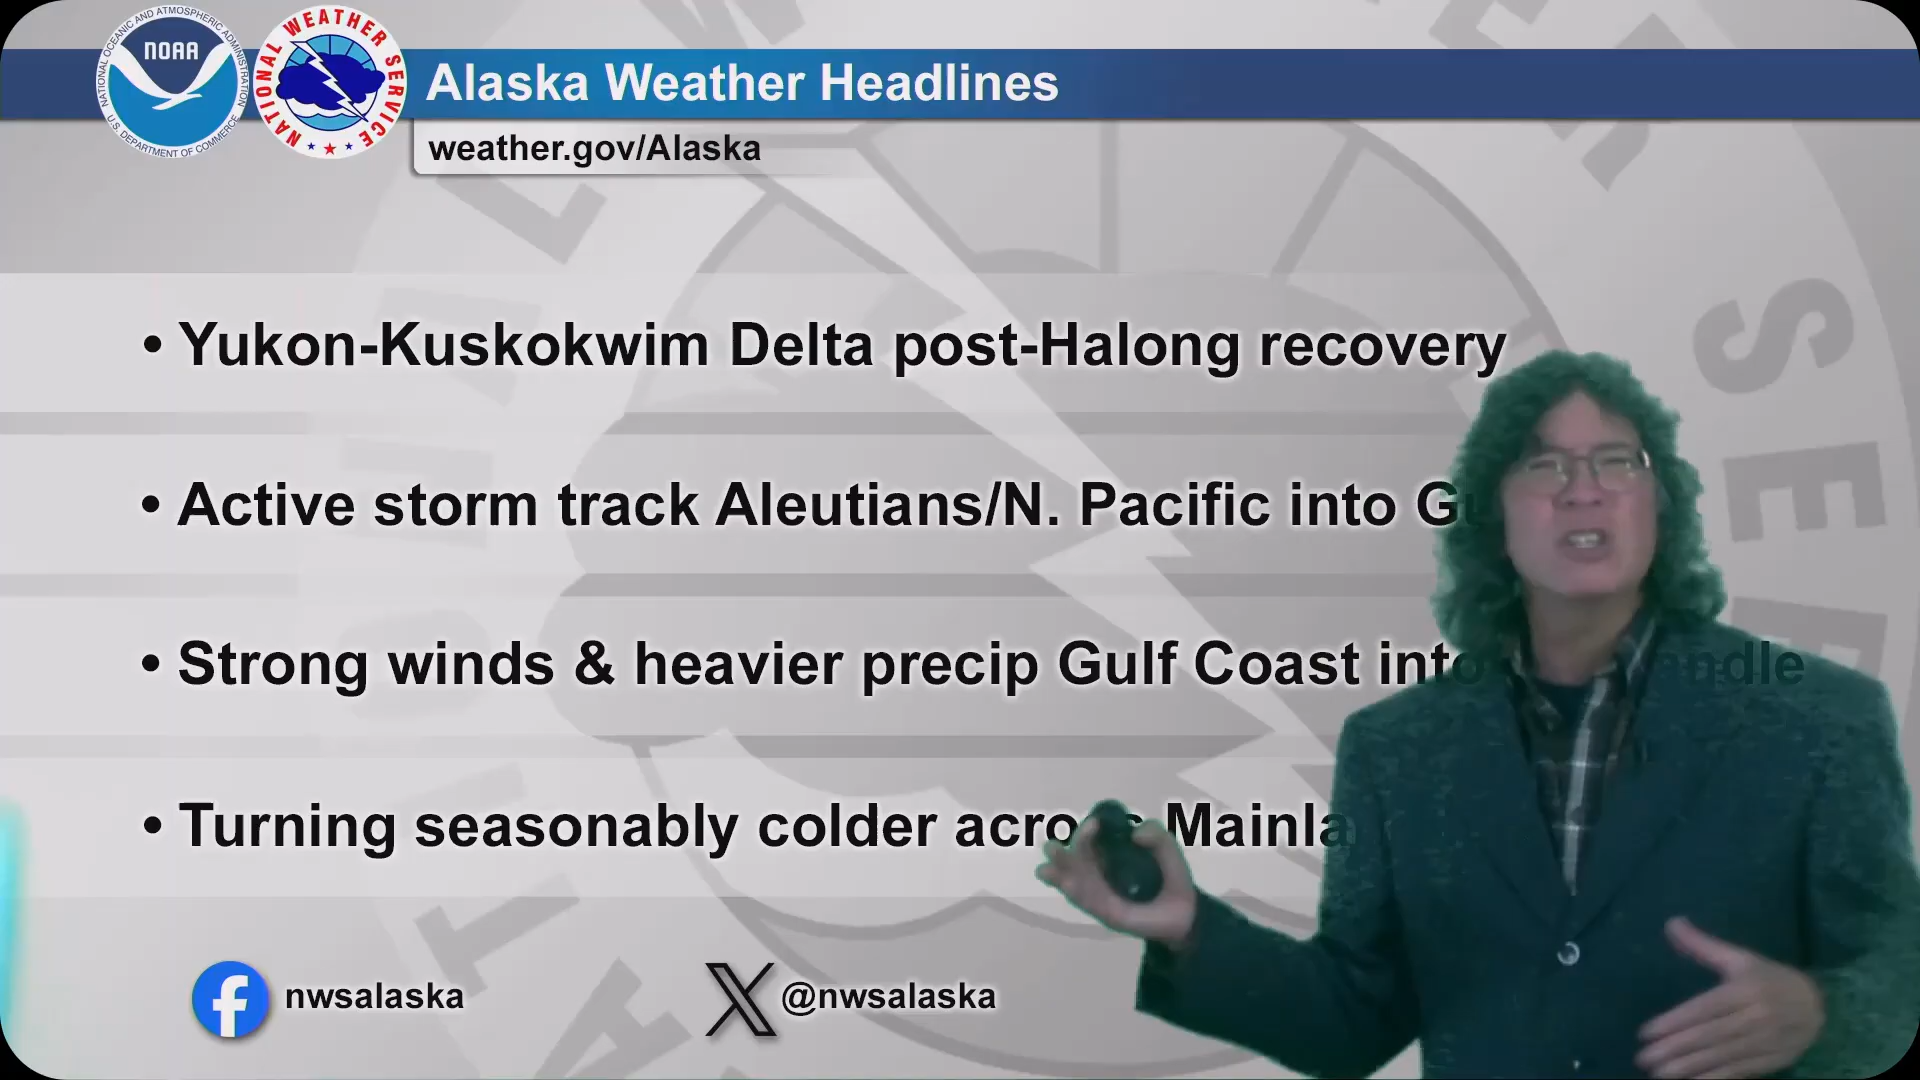 NATIONAL OCEANIC AND ATMOSPHERIC ADMINISTRATION
NOAA
U.S. DEPARTMENT OF COMMERCE
NATIONAL WEATHER SERVICE
Alaska Weather Headlines
weather.gov/Alaska
• Yukon-Kuskokwim Delta post-Halong recovery
• Active storm track Aleutians/N. Pacific into
• Strong winds & heavier precip Gulf Coast into
• Turning seasonably colder across
nwsalaska
@nwsalaska